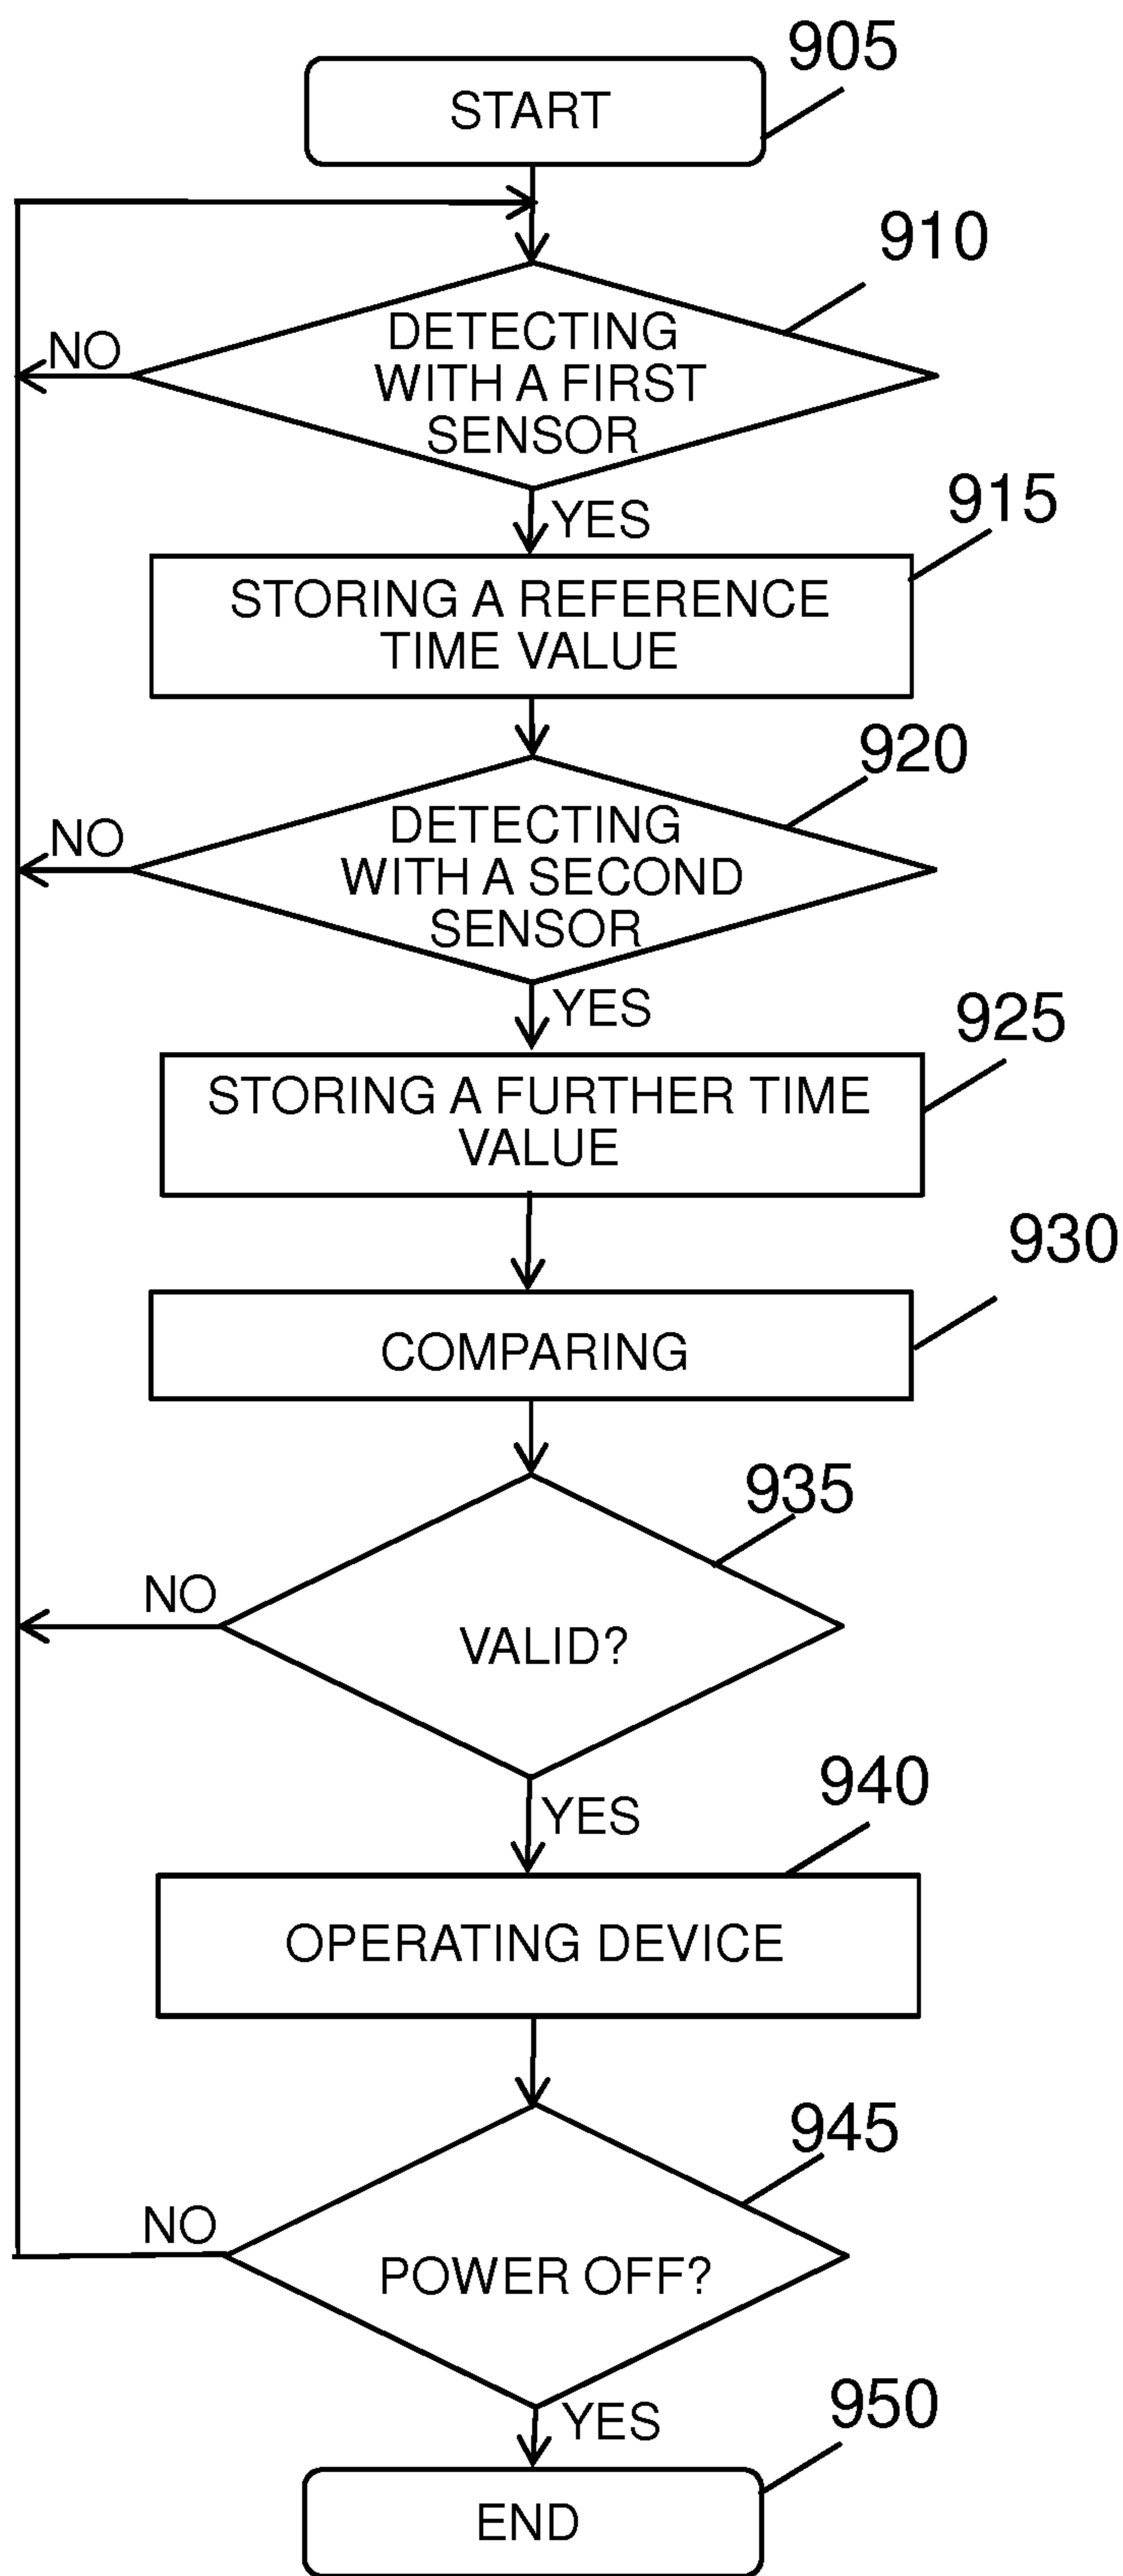 905
START
910
DETECTING
WITH A FIRST
SENSOR
NO
YES
915
STORING A REFERENCE
TIME VALUE
920
DETECTING
WITH A SECOND
SENSOR
NO
YES
925
STORING A FURTHER TIME
VALUE
930
COMPARING
935
NO
VALID?
YES
940
OPERATING DEVICE
945
NO
POWER OFF?
YES
950
END